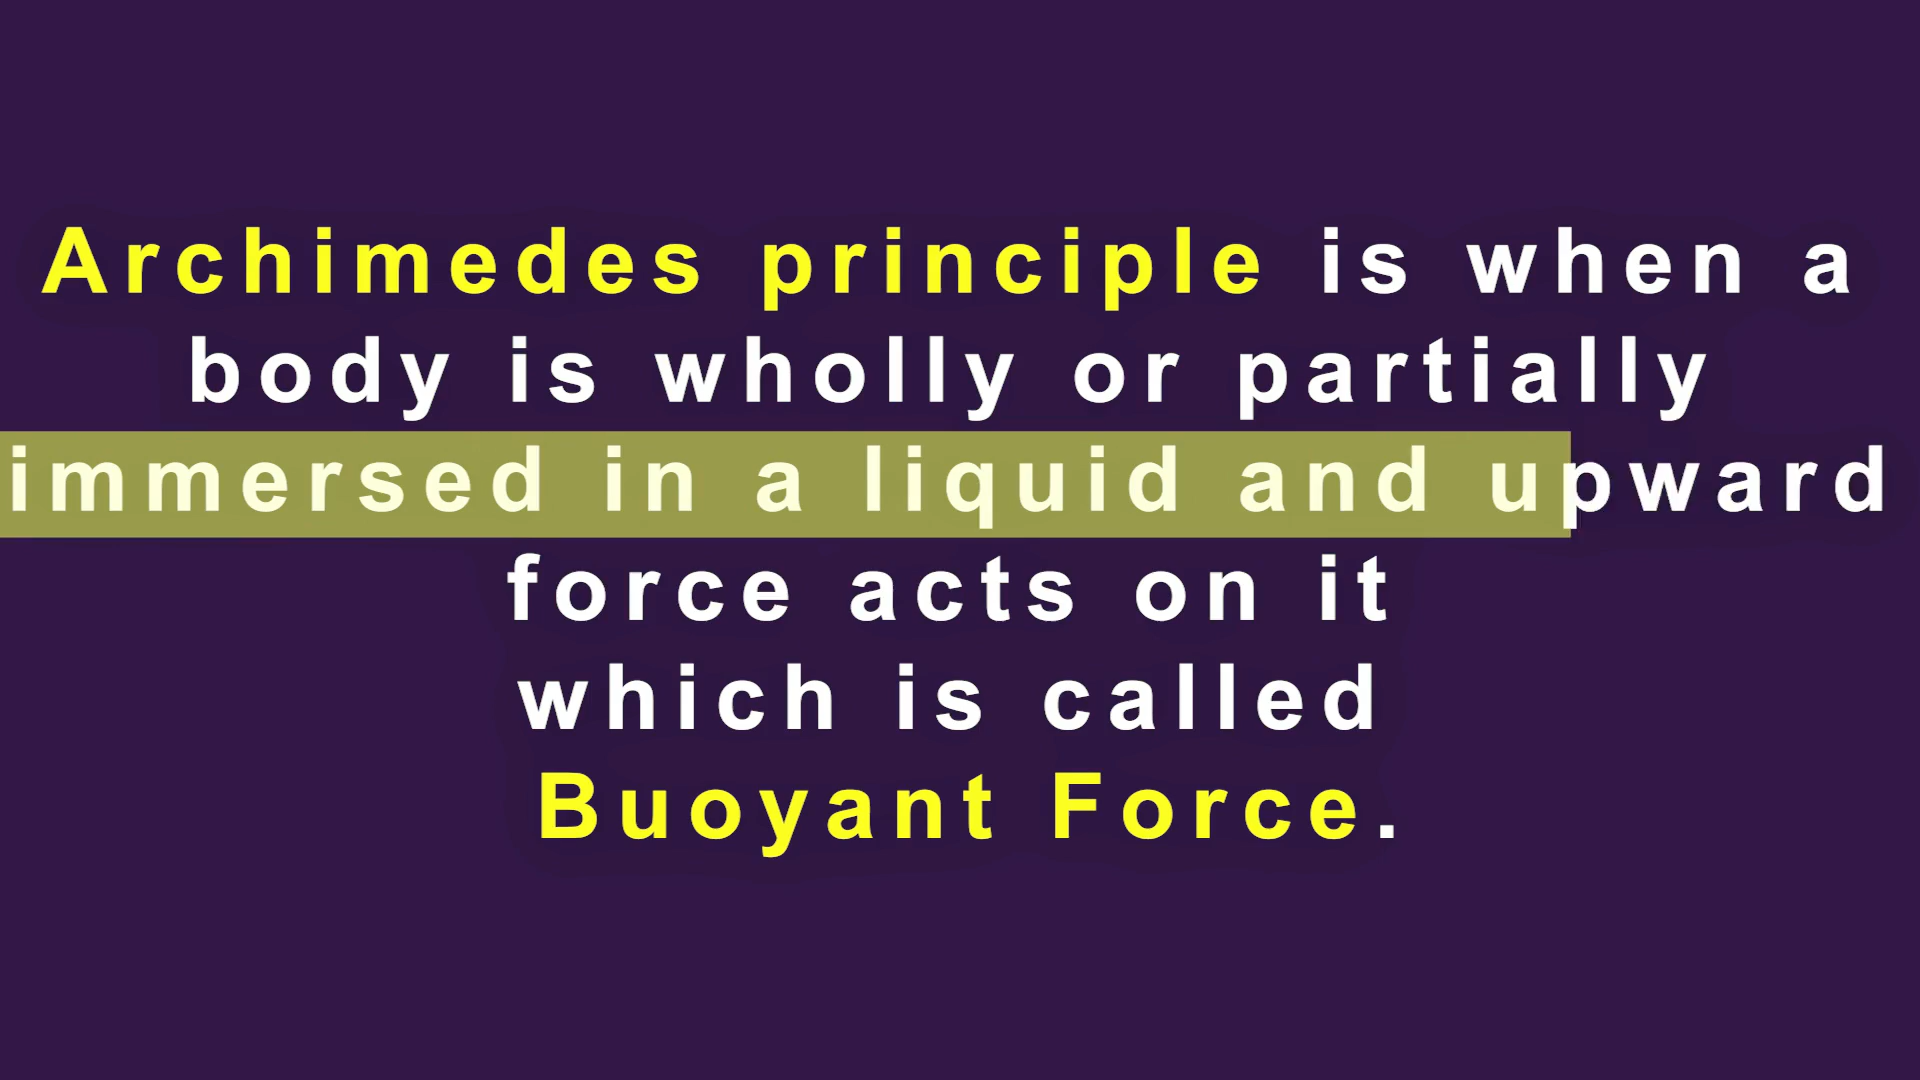 Archimedes principle is when a
body is wholly or partially
immersed in a liquid and upward
force acts on it
which is called
Buoyant Force.